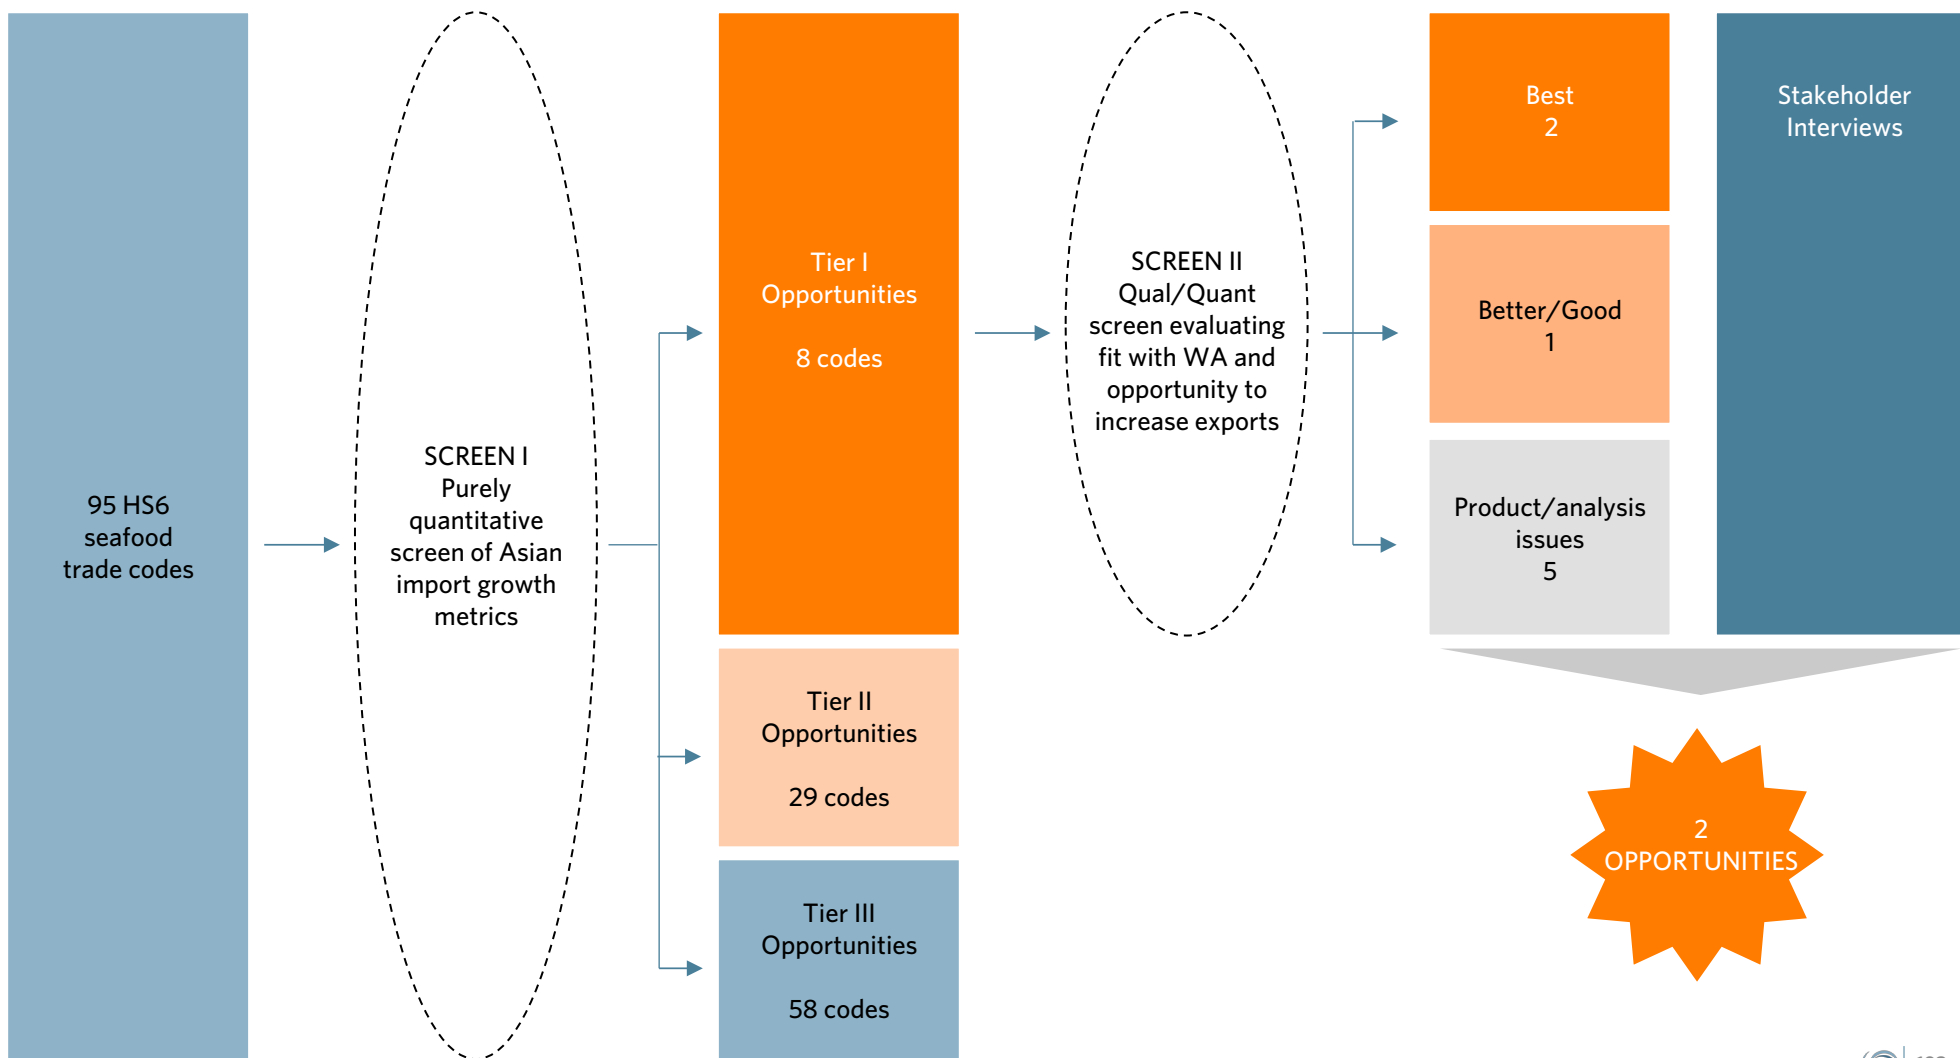 95 HS6
seafood
trade codes
SCREEN I
Purely
quantitative
screen of Asian
import growth
metrics
Tier I
Opportunities
8 codes
Tier II
Opportunities
29 codes
Tier III
Opportunities
58 codes
SCREEN II
Qual/Quant
screen evaluating
fit with WA and
opportunity to
increase exports
Best
2
Better/Good
1
Product/analysis
issues
5
Stakeholder
Interviews
2
OPPORTUNITIES